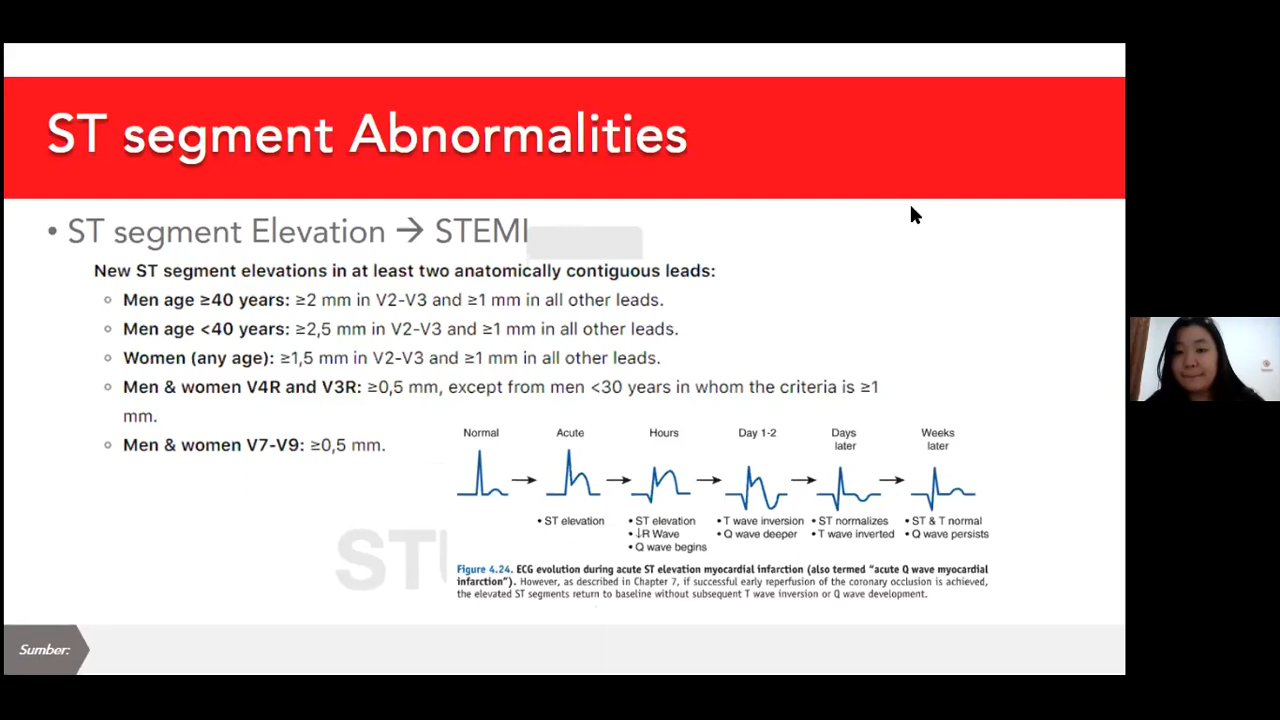 ST segment Abnormalities
• ST segment Elevation → STEMI
New ST segment elevations in at least two anatomically contiguous leads:
○ Men age ≥40 years: ≥2 mm in V2-V3 and ≥1 mm in all other leads.
○ Men age <40 years: ≥2,5 mm in V2-V3 and ≥1 mm in all other leads.
○ Women (any age): ≥1,5 mm in V2-V3 and ≥1 mm in all other leads.
○ Men & women V4R and V3R: ≥0,5 mm, except from men <30 years in whom the criteria is ≥1
mm.
○ Men & women V7-V9: ≥0,5 mm.
Normal
Acute
• ST elevation
Hours
• ST elevation
• ↓R Wave
• Q wave begins
Day 1-2
• T wave inversion
• Q wave deeper
Days
later
• ST normalizes
• T wave inverted
Weeks
later
• ST & T normal
• Q wave persists
Figure 4.24. ECG evolution during acute ST elevation myocardial infarction (also termed “acute Q wave myocardial
infarction”). However, as described in Chapter 7, if successful early reperfusion of the coronary occlusion is achieved,
the elevated ST segments return to baseline without subsequent T wave inversion or Q wave development.
Sumber: